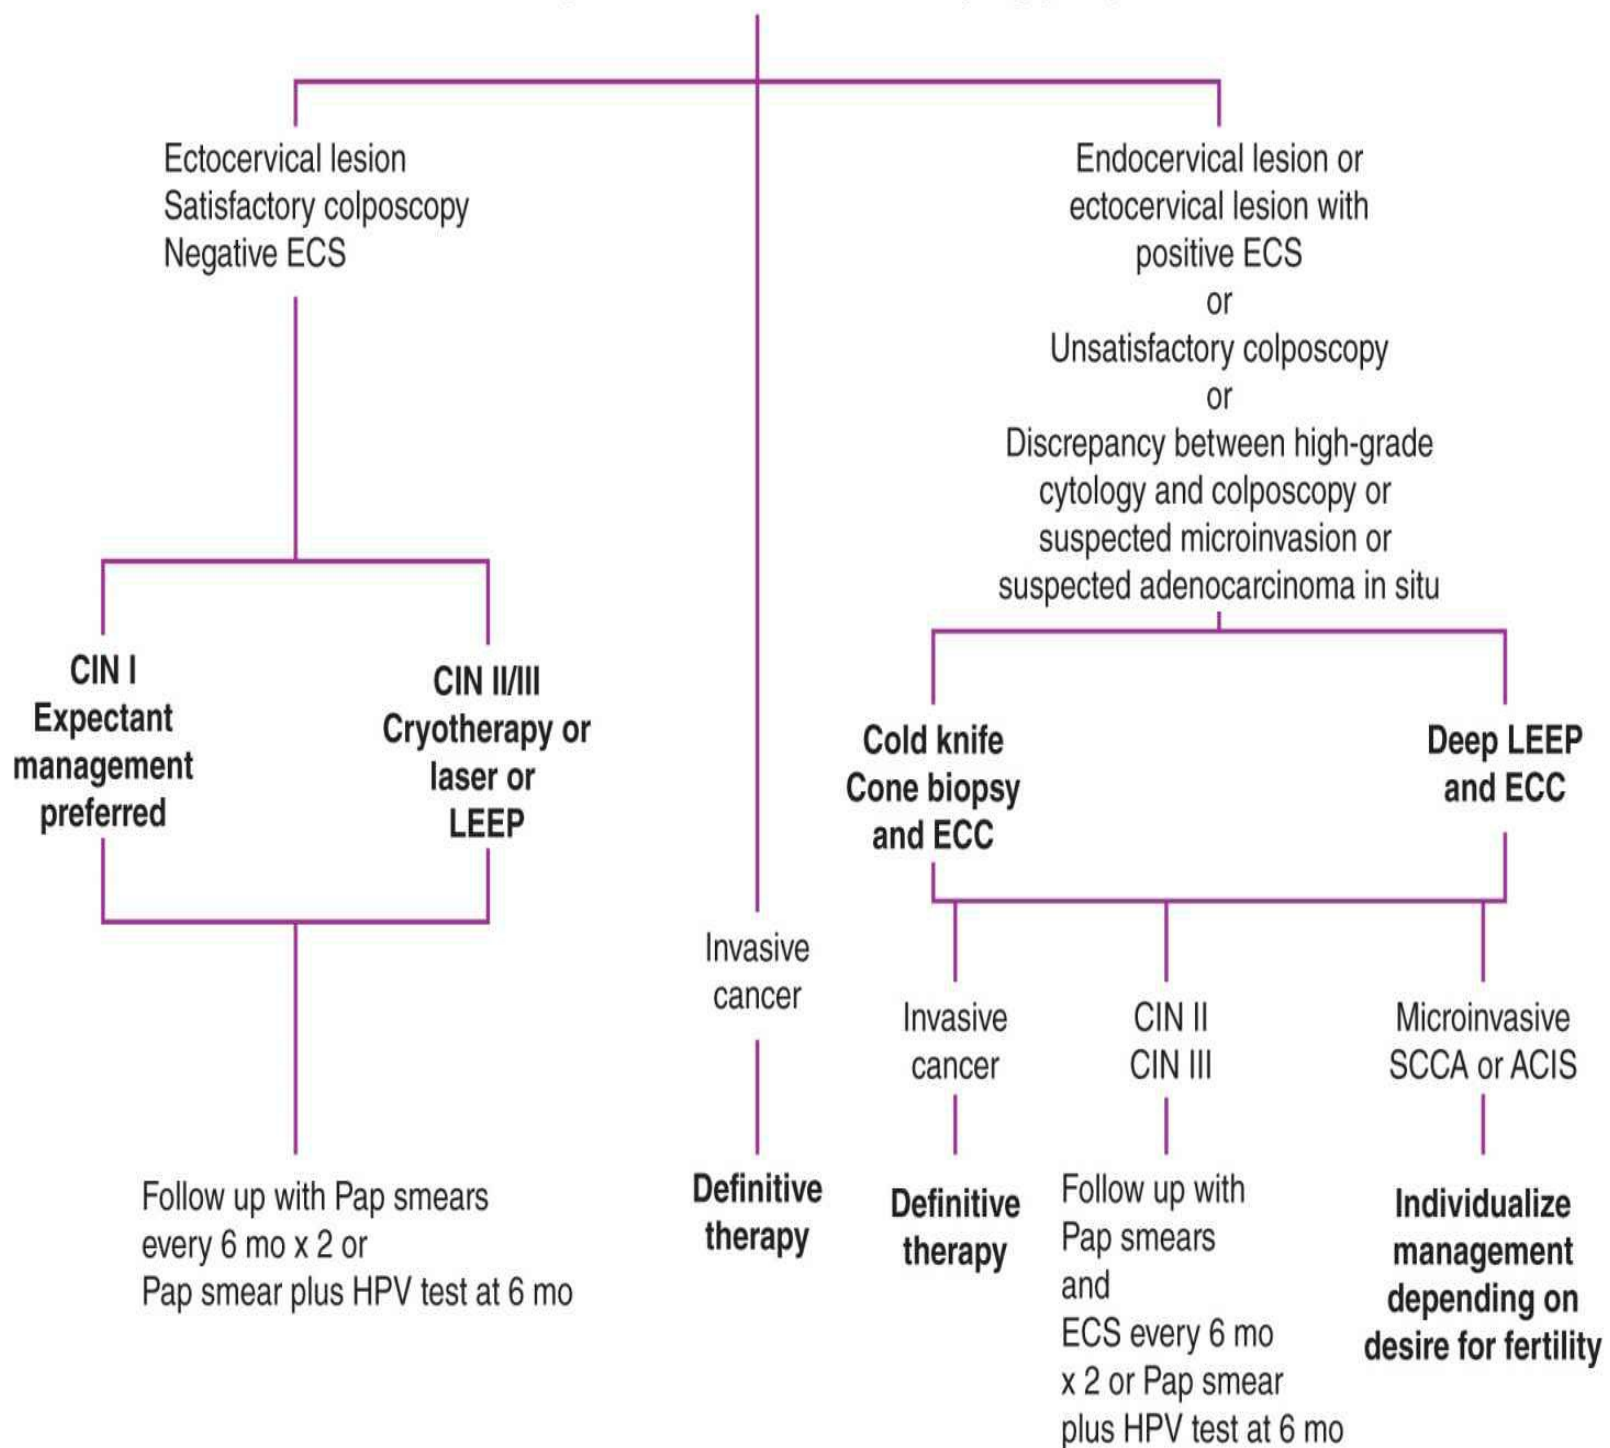 Ectocervical lesion
Satisfactory colposcopy
Negative ECS
Endocervical lesion or
ectocervical lesion with
positive ECS
or
Unsatisfactory colposcopy
or
Discrepancy between high-grade
cytology and colposcopy or
suspected microinvasion or
suspected adenocarcinoma in situ
CIN I
Expectant
management
preferred
CIN II/III
Cryotherapy or
laser or
LEEP
Cold knife
Cone biopsy
and ECC
Deep LEEP
and ECC
Invasive
cancer
Invasive
cancer
CIN II
CIN III
Microinvasive
SCCA or ACIS
Follow up with Pap smears
every 6 mo x 2 or
Pap smear plus HPV test at 6 mo
Definitive
therapy
Definitive
therapy
Follow up with
Pap smears
and
ECS every 6 mo
x 2 or Pap smear
plus HPV test at 6 mo
Individualize
management
depending on
desire for fertility